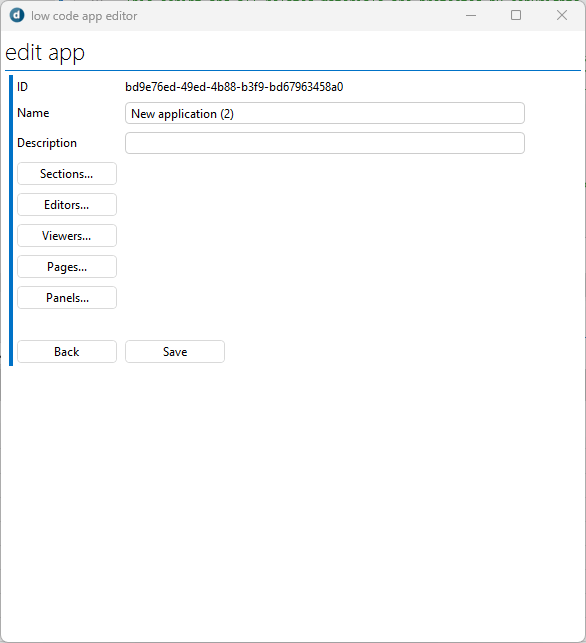 low code app editor
edit app
ID bd9e76ed-49ed-4b88-b3f9-bd67963458a0
Name New application (2)
Description
Sections...
Editors...
Viewers...
Pages...
Panels...
Back Save